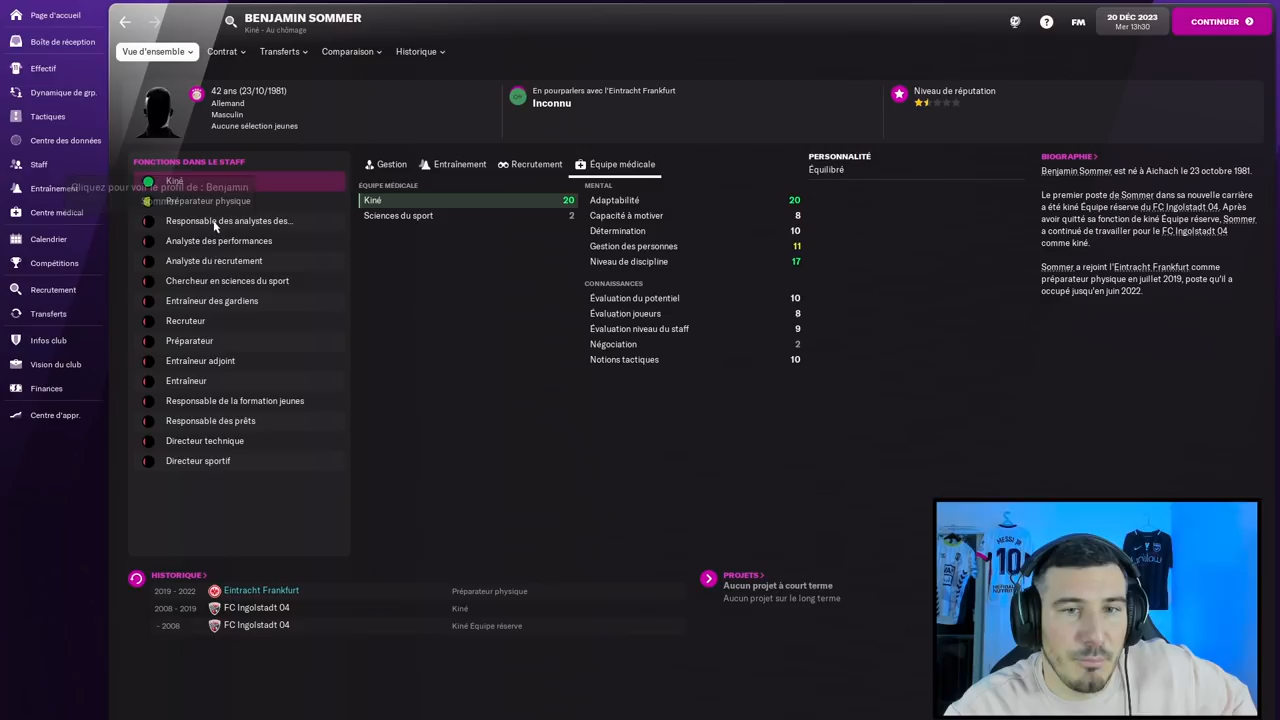 Page d'accueil
Boîte de réception
Effectif
Dynamique de grp.
Tactiques
Centre des données
Staff
Entraînement
Centre médical
Calendrier
Compétitions
Recrutement
Transferts
Infos club
Vision du club
Finances
Centre d'appr.
BENJAMIN SOMMER
Kiné - Au chômage
FM
20 DÉC 2023
Mer 13h30
CONTINUER
Vue d'ensemble
Contrat
Transferts
Comparaison
Historique
42 ans (23/10/1981)
Allemand
Masculin
Aucune sélection jeunes
En pourparlers avec l'Eintracht Frankfurt
Inconnu
Niveau de réputation
FONCTIONS DANS LE STAFF
Kiné
Cliquez pour voir le profil de : Benjamin
Sommer
Préparateur physique
Responsable des analystes des...
Analyste des performances
Analyste du recrutement
Chercheur en sciences du sport
Entraîneur des gardiens
Recruteur
Préparateur
Entraîneur adjoint
Entraîneur
Responsable de la formation jeunes
Responsable des prêts
Directeur technique
Directeur sportif
Gestion
Entraînement
Recrutement
Équipe médicale
ÉQUIPE MÉDICALE
Kiné 20
Sciences du sport 2
MENTAL
Adaptabilité 20
Capacité à motiver 8
Détermination 10
Gestion des personnes 11
Niveau de discipline 17
CONNAISSANCES
Évaluation du potentiel 10
Évaluation joueurs 8
Évaluation niveau du staff 9
Négociation 2
Notions tactiques 10
PERSONNALITÉ
Équilibré
BIOGRAPHIE >
Benjamin Sommer est né à Aichach le 23 octobre 1981.
Le premier poste de Sommer dans sa nouvelle carrière
a été kiné Équipe réserve du FC Ingolstadt 04. Après
avoir quitté sa fonction de kiné Équipe réserve, Sommer
a continué de travailler pour le FC Ingolstadt 04
comme kiné.
Sommer a rejoint l'Eintracht Frankfurt comme
préparateur physique en juillet 2019, poste qu'il a
occupé jusqu'en juin 2022.
HISTORIQUE >
2019 - 2022 Eintracht Frankfurt Préparateur physique
2008 - 2019 FC Ingolstadt 04 Kiné
- 2008 FC Ingolstadt 04 Kiné Équipe réserve
PROJETS >
Aucun projet à court terme
Aucun projet sur le long terme
MESSI JR
10